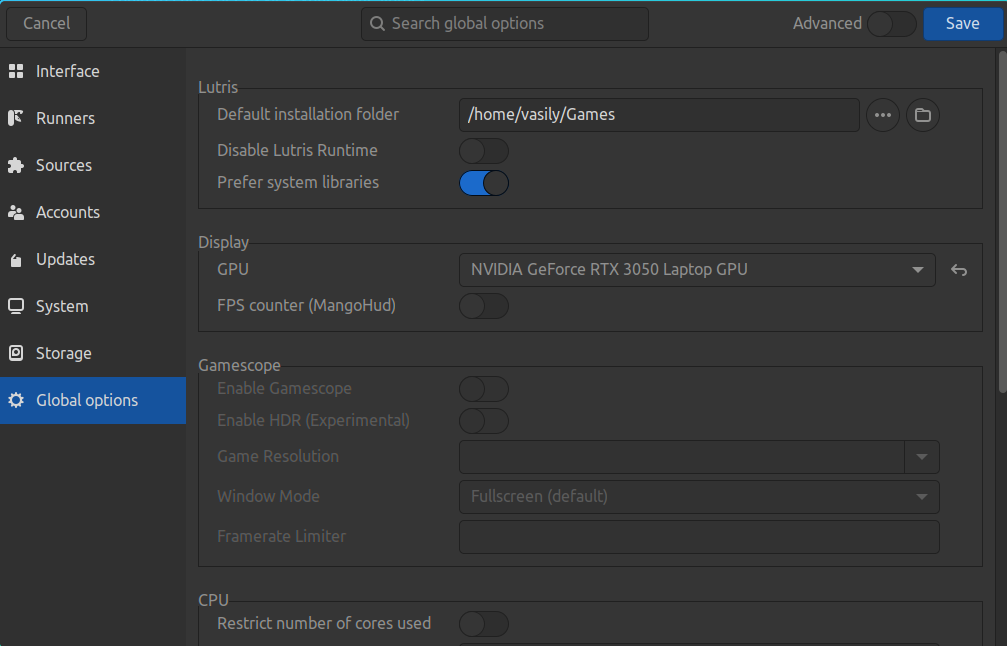 Cancel
Search global options
Advanced
Save
Interface
Runners
Sources
Accounts
Updates
System
Storage
Global options
Lutris
Default installation folder
/home/vasily/Games
Disable Lutris Runtime
Prefer system libraries
Display
GPU
NVIDIA GeForce RTX 3050 Laptop GPU
FPS counter (MangoHud)
Gamescope
Enable Gamescope
Enable HDR (Experimental)
Game Resolution
Window Mode
Fullscreen (default)
Framerate Limiter
CPU
Restrict number of cores used